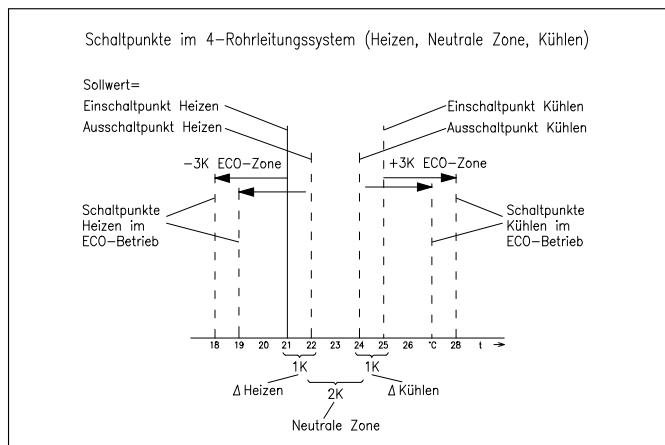 Schaltpunkte im 4-Rohrleitungssystem (Heizen, Neutrale Zone, Kühlen)
Sollwert=
Einschaltpunkt Heizen
Einschaltpunkt Kühlen
Ausschaltpunkt Heizen
Ausschaltpunkt Kühlen
-3K ECO-Zone
+3K ECO-Zone
Schaltpunkte
Heizen im
ECO-Betrieb
Schaltpunkte
Kühlen im
ECO-Betrieb
18 19 20 21 22 23 24 25 26 °C 28 t
1K
1K
Δ Heizen
2K
Δ Kühlen
Neutrale Zone